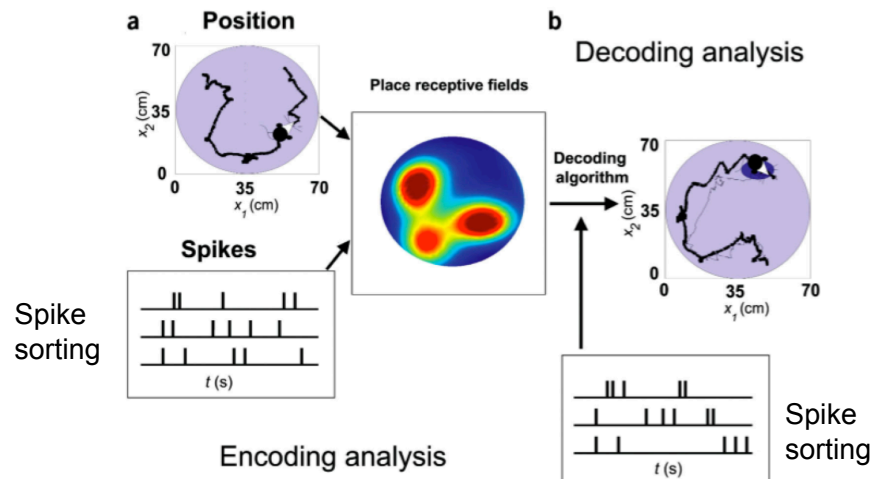 a
Position
70
35
0
x2 (cm)
0
35
70
x1 (cm)
Spikes
Spike
sorting
t (s)
Encoding analysis
Place receptive fields
Decoding
algorithm
b
Decoding analysis
70
35
0
x2 (cm)
0
35
70
x1 (cm)
t (s)
Spike
sorting